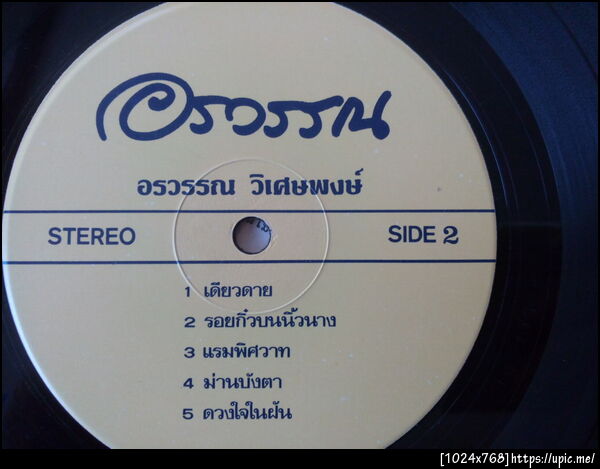 อรวรรณ
อรวรรณ วิเศษพงษ์
STEREO SIDE 2
1 เดียวดาย
2 รอยกิ๋วบนนิ้วนาง
3 แรมพิศวาท
4 ม่านบังตา
5 ดวงใจในฝัน
[1024x768]https://upic.me/